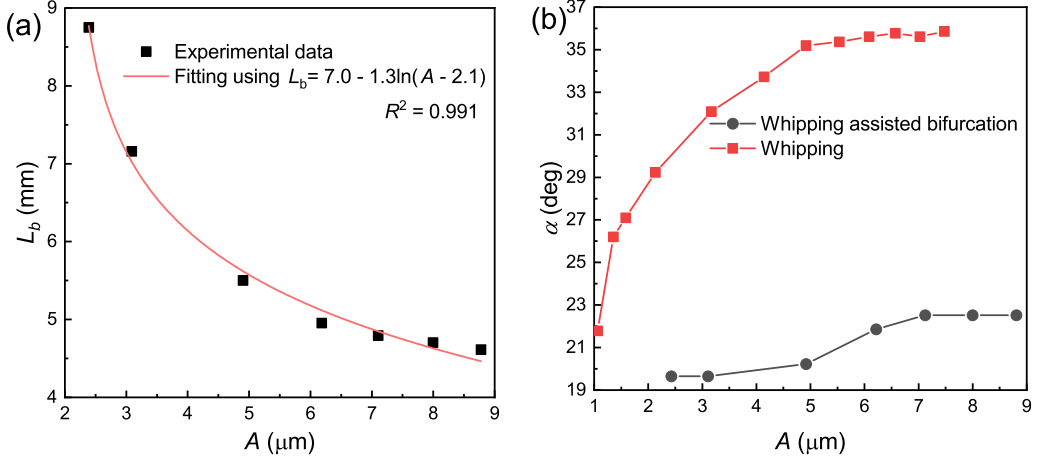 (a)
9
8
7
6
5
4
L_b (mm)
2 3 4 5 6 7 8 9
A (μm)
Experimental data
Fitting using L_b = 7.0 - 1.3ln(A - 2.1)
R² = 0.991
(b)
37
35
33
31
29
27
25
23
21
19
α (deg)
1 2 3 4 5 6 7 8 9
A (μm)
Whipping assisted bifurcation
Whipping